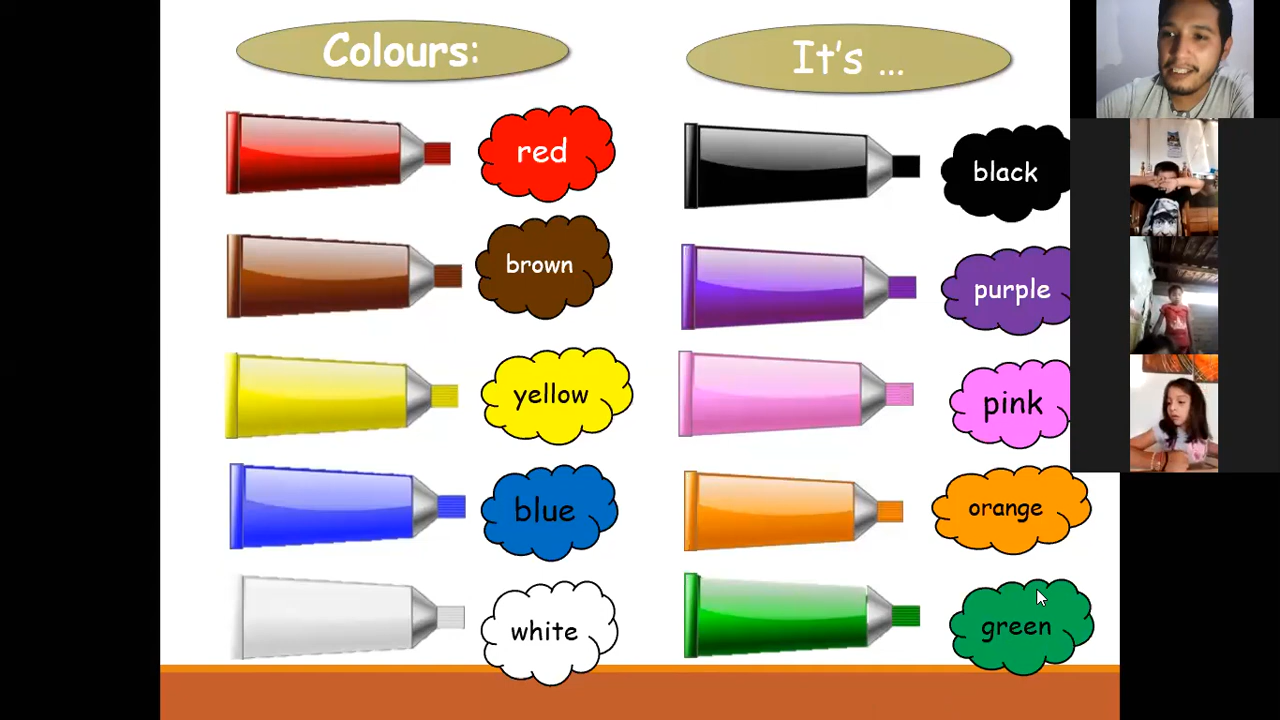 Colours:
red
brown
yellow
blue
white
It's ...
black
purple
pink
orange
green